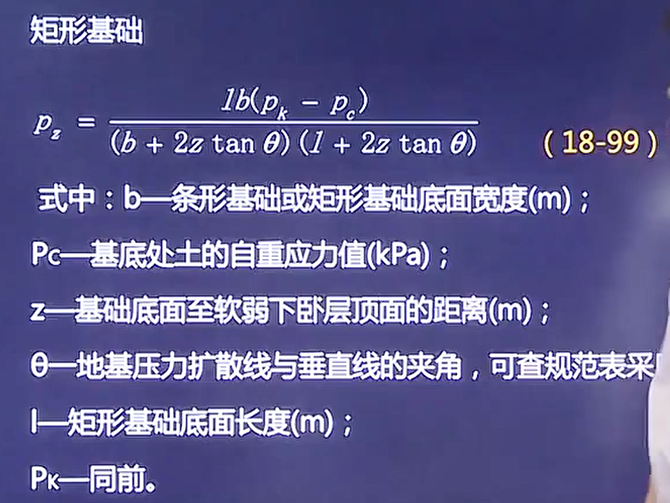 矩形基础
p_z = \frac{lb(p_k - p_c)}{(b + 2z tan θ)(l + 2z tan θ)} (18-99)
式中：b—条形基础或矩形基础底面宽度(m)；
Pc—基底处土的自重应力值(kPa)；
z—基础底面至软弱下卧层顶面的距离(m)；
θ—地基压力扩散线与垂直线的夹角，可查规范表采
l—矩形基础底面长度(m)；
Pκ—同前。